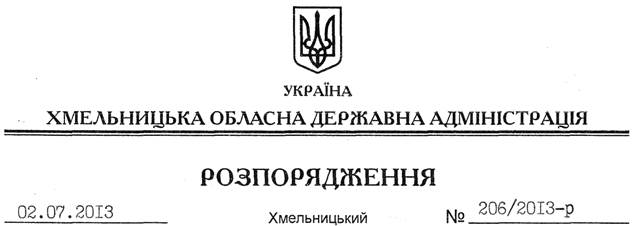 УКРАЇНА
ХМЕЛЬНИЦЬКА ОБЛАСНА ДЕРЖАВНА АДМІНІСТРАЦІЯ
РОЗПОРЯДЖЕННЯ
02.07.2013 Хмельницький № 206/2013-р